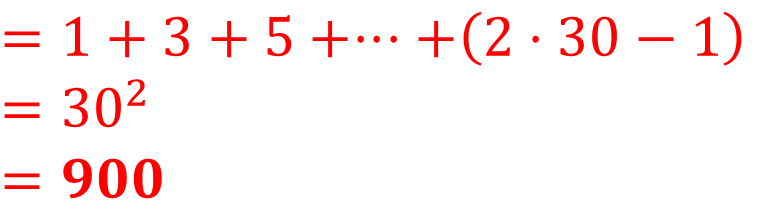 = 1 + 3 + 5 +⋯ +(2 · 30 − 1)
= 30²
= 900